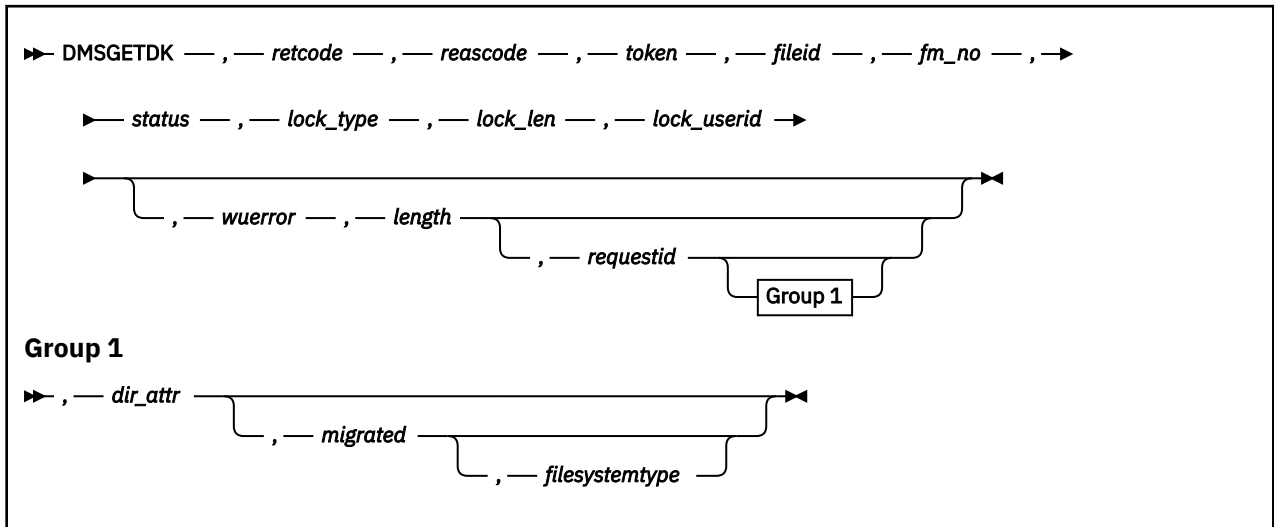 DMSGETDK , retcode , reascode , token , fileid , fm_no ,
status , lock_type , lock_len , lock_userid
, wuerror , length
, requestid
Group 1
Group 1
, dir_attr
, migrated
, filesystemtype